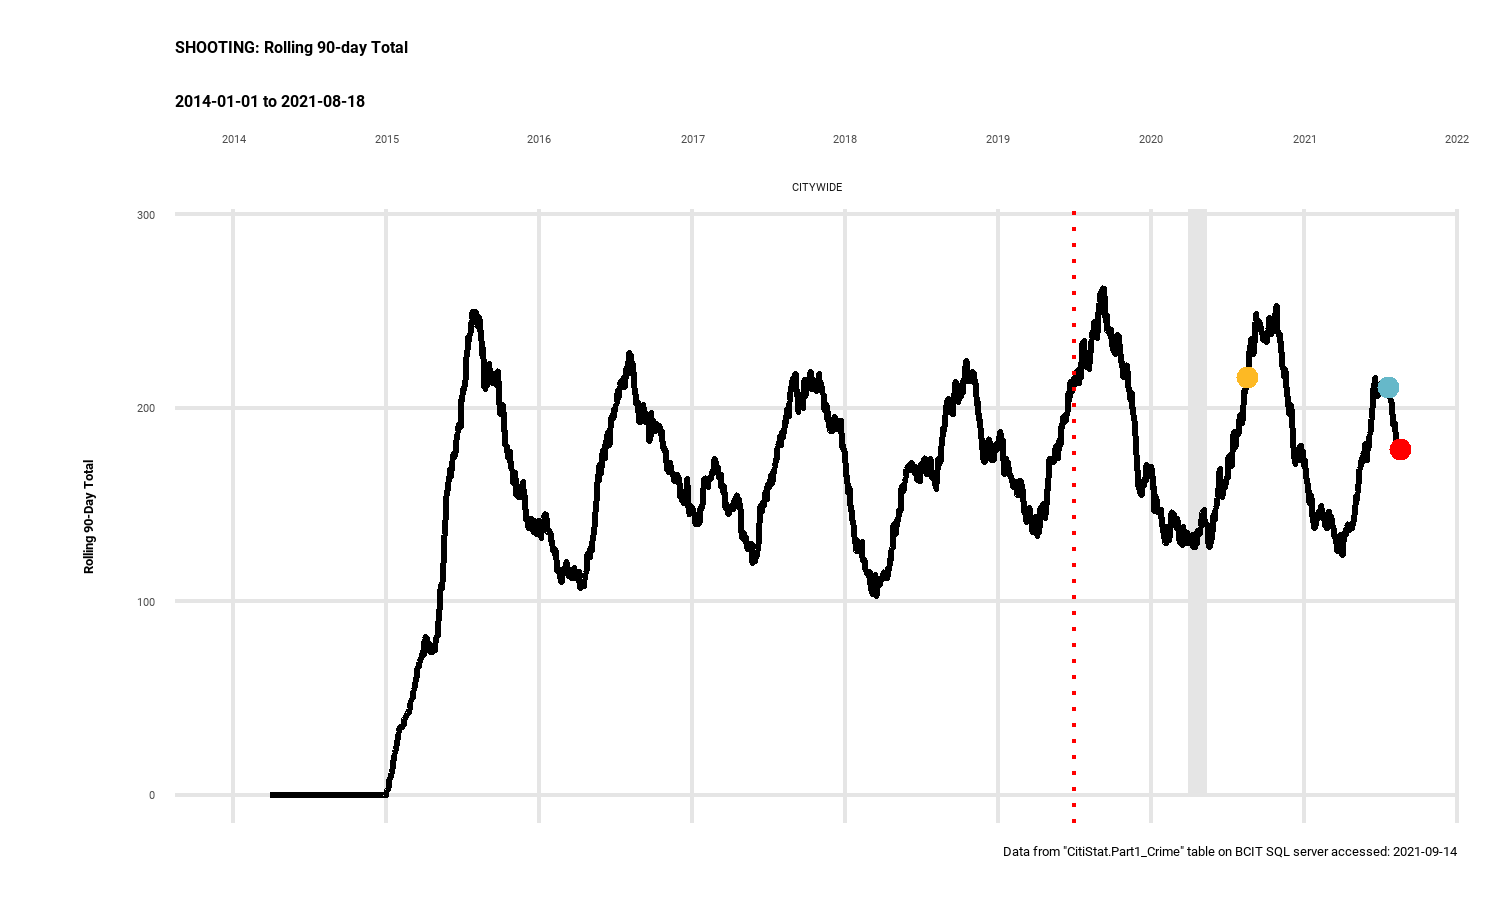 SHOOTING: Rolling 90-day Total
2014-01-01 to 2021-08-18
2014 2015 2016 2017 2018 2019 2020 2021 2022
CITYWIDE
300
200
100
0
Rolling 90-Day Total
Data from "CitiStat.Part1_Crime" table on BCIT SQL server accessed: 2021-09-14